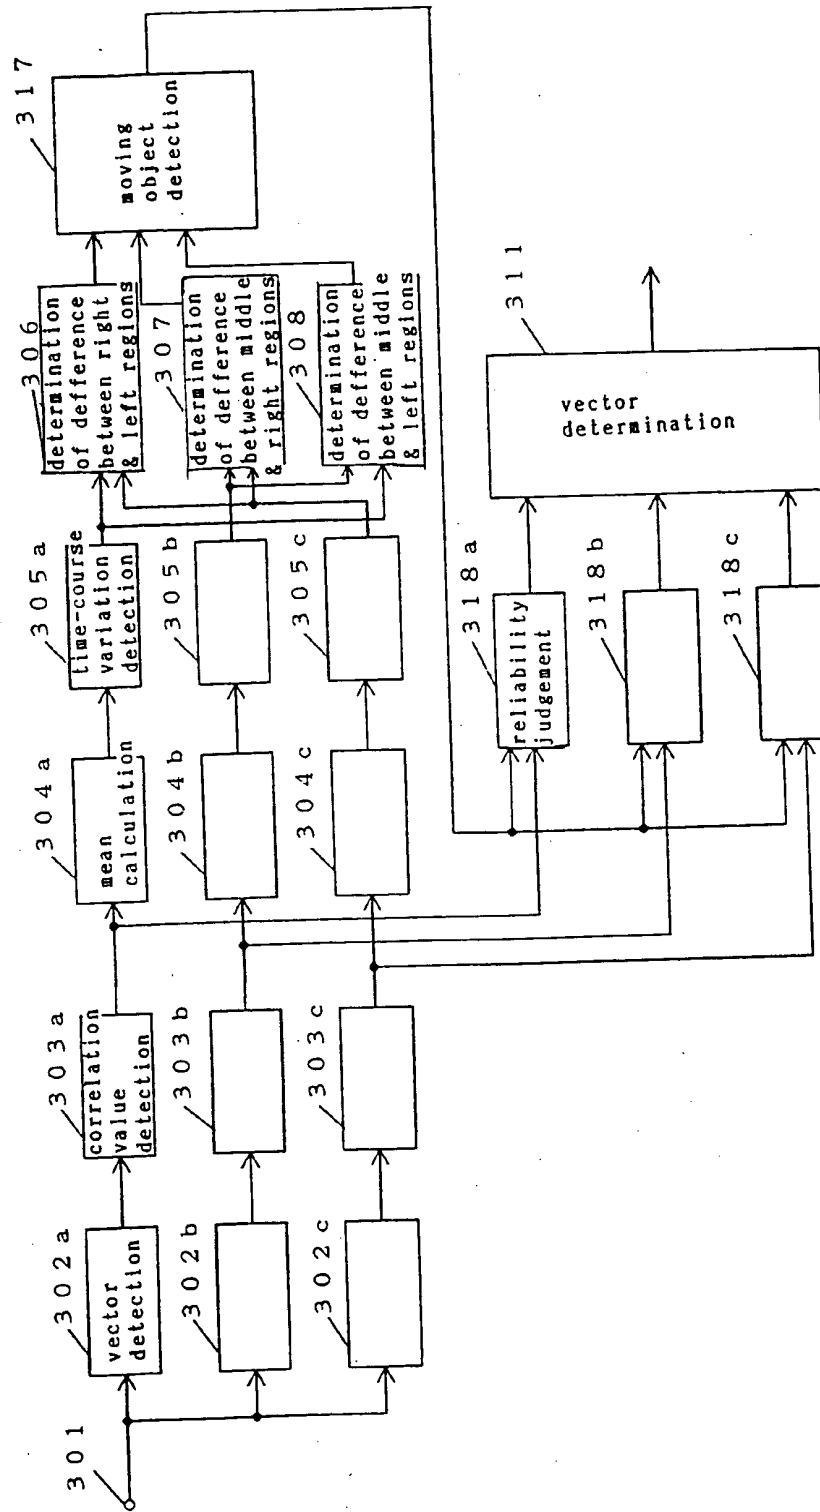 301
302a
vector
detection
302b
302c
303a
correlation
value
detection
303b
303c
304a
mean
calculation
304b
304c
305a
time-course
variation
detection
305b
305c
306
determination
of defference
between right
& left regions
307
determination
of defference
between middle
& right regions
308
determination
of defference
between middle
& left regions
317
moving
object
detection
318a
reliability
judgement
318b
318c
311
vector
determination